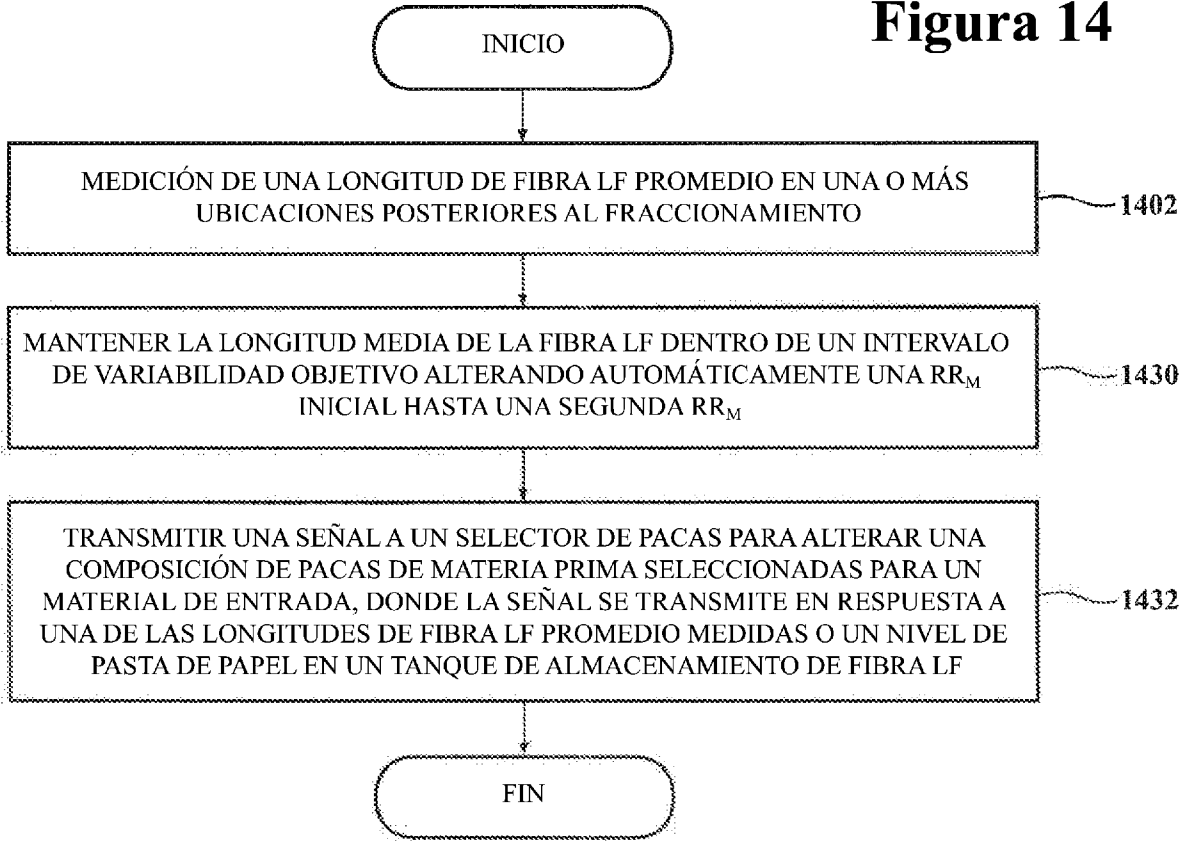 Figura 14
INICIO
MEDICIÓN DE UNA LONGITUD DE FIBRA LF PROMEDIO EN UNA O MÁS
UBICACIONES POSTERIORES AL FRACCIONAMIENTO
1402
MANTENER LA LONGITUD MEDIA DE LA FIBRA LF DENTRO DE UN INTERVALO
DE VARIABILIDAD OBJETIVO ALTERANDO AUTOMÁTICAMENTE UNA RR_M
INICIAL HASTA UNA SEGUNDA RR_M
1430
TRANSMITIR UNA SEÑAL A UN SELECTOR DE PACAS PARA ALTERAR UNA
COMPOSICIÓN DE PACAS DE MATERIA PRIMA SELECCIONADAS PARA UN
MATERIAL DE ENTRADA, DONDE LA SEÑAL SE TRANSMITE EN RESPUESTA A
UNA DE LAS LONGITUDES DE FIBRA LF PROMEDIO MEDIDAS O UN NIVEL DE
PASTA DE PAPEL EN UN TANQUE DE ALMACENAMIENTO DE FIBRA LF
1432
FIN